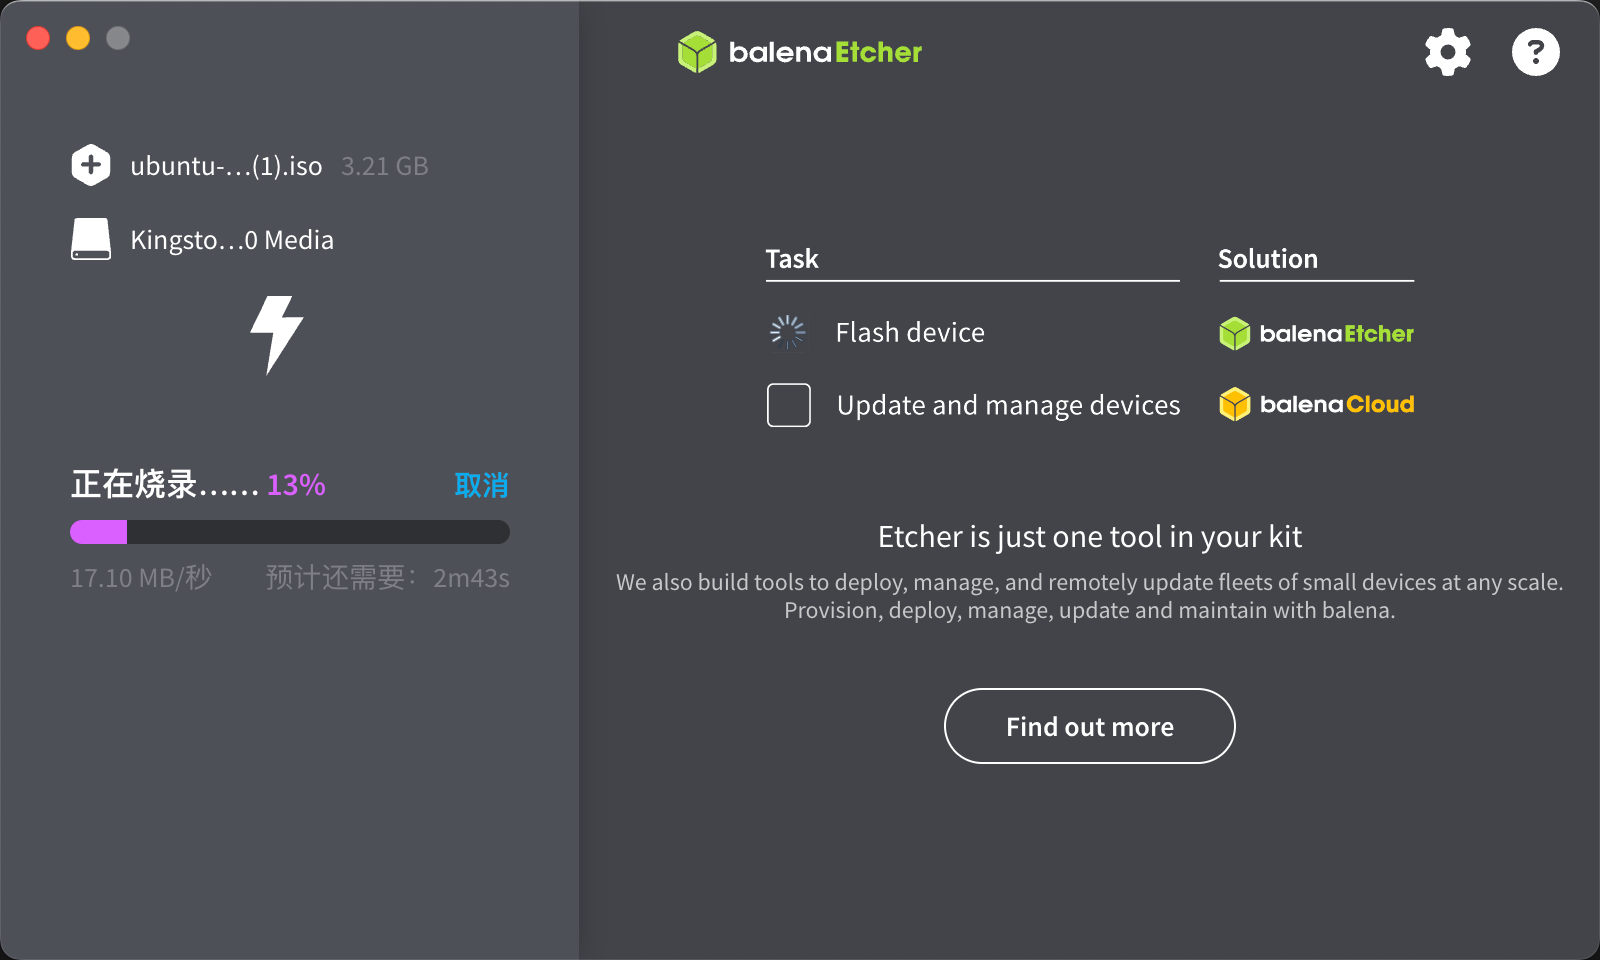 balenaEtcher
ubuntu-...(1).iso 3.21 GB
Kingsto...0 Media
正在烧录...... 13% 取消
17.10 MB/秒 预计还需要：2m43s
Task Solution
Flash device balenaEtcher
Update and manage devices balenaCloud
Etcher is just one tool in your kit
We also build tools to deploy, manage, and remotely update fleets of small devices at any scale.
Provision, deploy, manage, update and maintain with balena.
Find out more